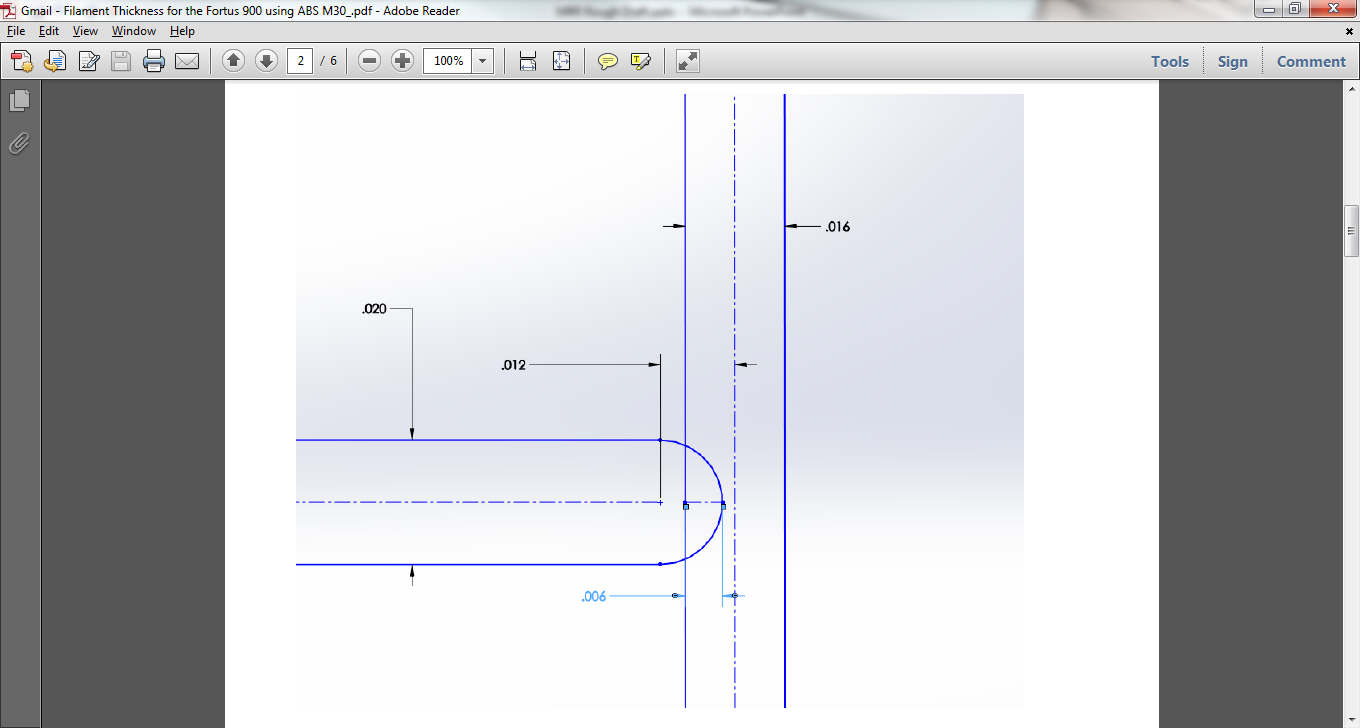 Gmail - Filament Thickness for the Fortus 900 using ABS M30_.pdf - Adobe Reader
File Edit View Window Help
2 / 6 100% Tools Sign Comment
.016
.020
.012
.006